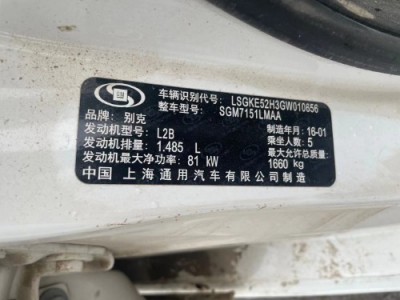 车辆识别代号: LSGKE52H3GW010856
整车型号: SGM7151LMAA
品牌: 别克
发动机型号: L2B 制造年月: 16-01
发动机排量: 1.485 L 乘坐人数: 5
发动机最大净功率: 81 kW 最大允许总质量: 1660 kg
中国 上海通用汽车有限公司制造